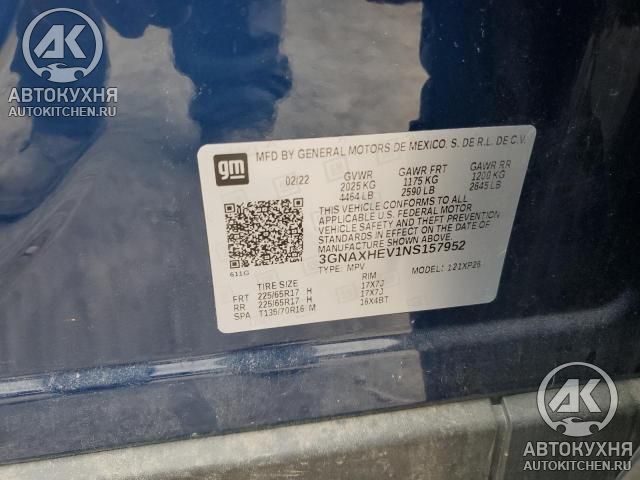 АК
АВТОКУХНЯ
AUTOKITCHEN.RU
gm
MFD BY GENERAL MOTORS DE MEXICO, S. DE R.L. DE C.V.
02/22 GVWR GAWR FRT GAWR RR
2025 KG 1175 KG 1200 KG
4464 LB 2590 LB 2645 LB
THIS VEHICLE CONFORMS TO ALL
APPLICABLE U.S. FEDERAL MOTOR
VEHICLE SAFETY AND THEFT PREVENTION
STANDARDS IN EFFECT ON THE DATE OF
MANUFACTURE SHOWN ABOVE.
3GNAXHEV1NS157952
611G TYPE: MPV MODEL: 121XP26
TIRE SIZE RIM
FRT 225/65R17 H 17X7J
RR 225/65R17 H 17X7J
SPA T135/70R16 M 16X4BT
АК
АВТОКУХНЯ
AUTOKITCHEN.RU